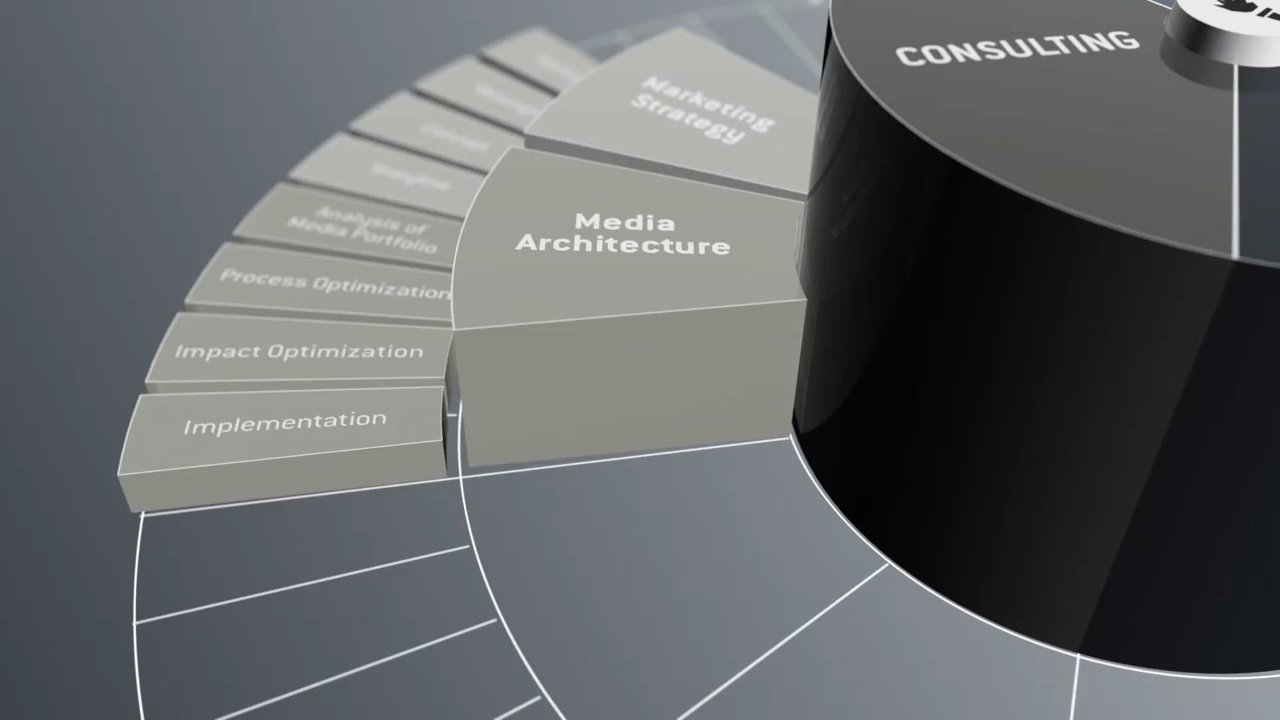 CONSULTING
Marketing
Strategy
Media
Architecture
Analysis of
Media Portfolio
Process Optimization
Impact Optimization
Implementation